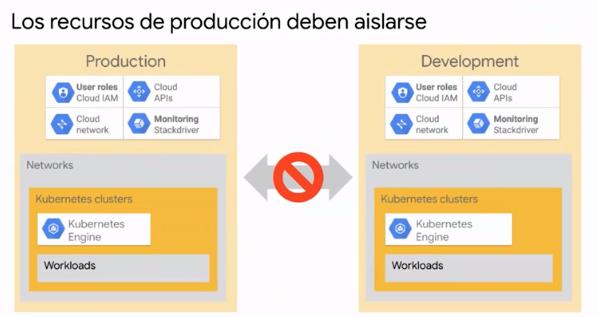 Los recursos de producción deben aislarse
Production
User roles
Cloud IAM
Cloud
APIs
Cloud
network
Monitoring
Stackdriver
Networks
Kubernetes clusters
Kubernetes
Engine
Workloads
Development
User roles
Cloud IAM
Cloud
APIs
Cloud
network
Monitoring
Stackdriver
Networks
Kubernetes clusters
Kubernetes
Engine
Workloads